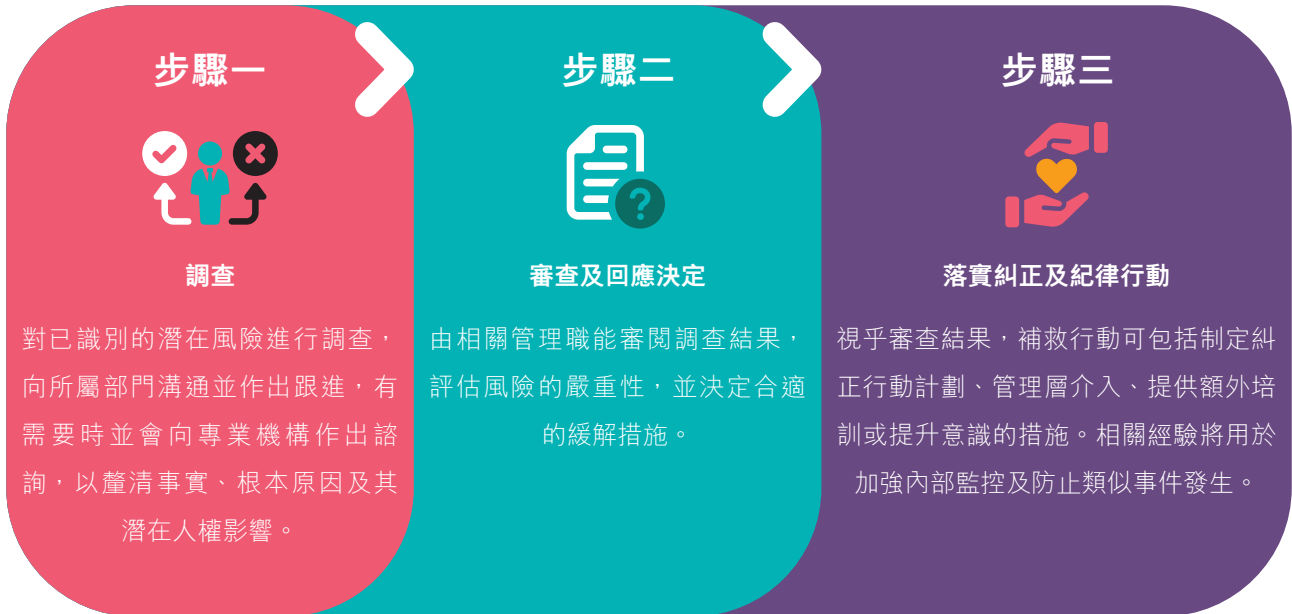 步驟一
調查
對已識別的潛在風險進行調查，
向所屬部門溝通並作出跟進，有
需要時並會向專業機構作出諮
詢，以釐清事實、根本原因及其
潛在人權影響。
步驟二
?
審查及回應決定
由相關管理職能審閱調查結果，
評估風險的嚴重性，並決定合適
的緩解措施。
步驟三
落實糾正及紀律行動
視乎審查結果，補救行動可包括制定糾
正行動計劃、管理層介入、提供額外培
訓或提升意識的措施。相關經驗將用於
加強內部監控及防止類似事件發生。